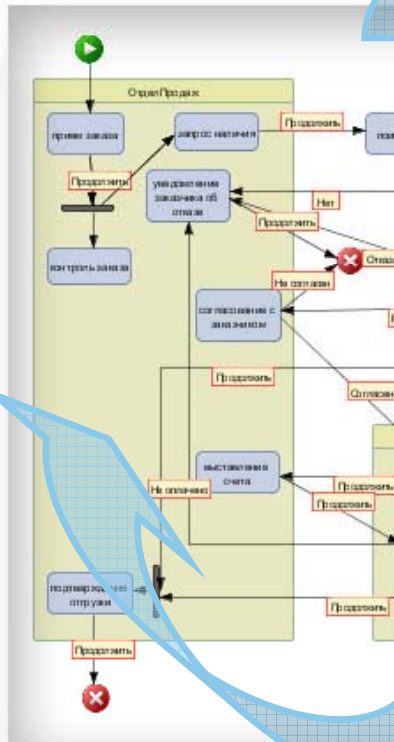 Отдел Продаж
прием заказа
запрос наличия
Продолжить
Продолжить
уведомление
заказчика об
отказе
Нет
Продолжить
контроль заказа
Отказ
Не согласен
согласование с
заказчиком
Продолжить
Согласен
выставление
счета
Не оплачено
Продолжить
Продолжить
подтверждение
отгрузки
Продолжить
Продолжить